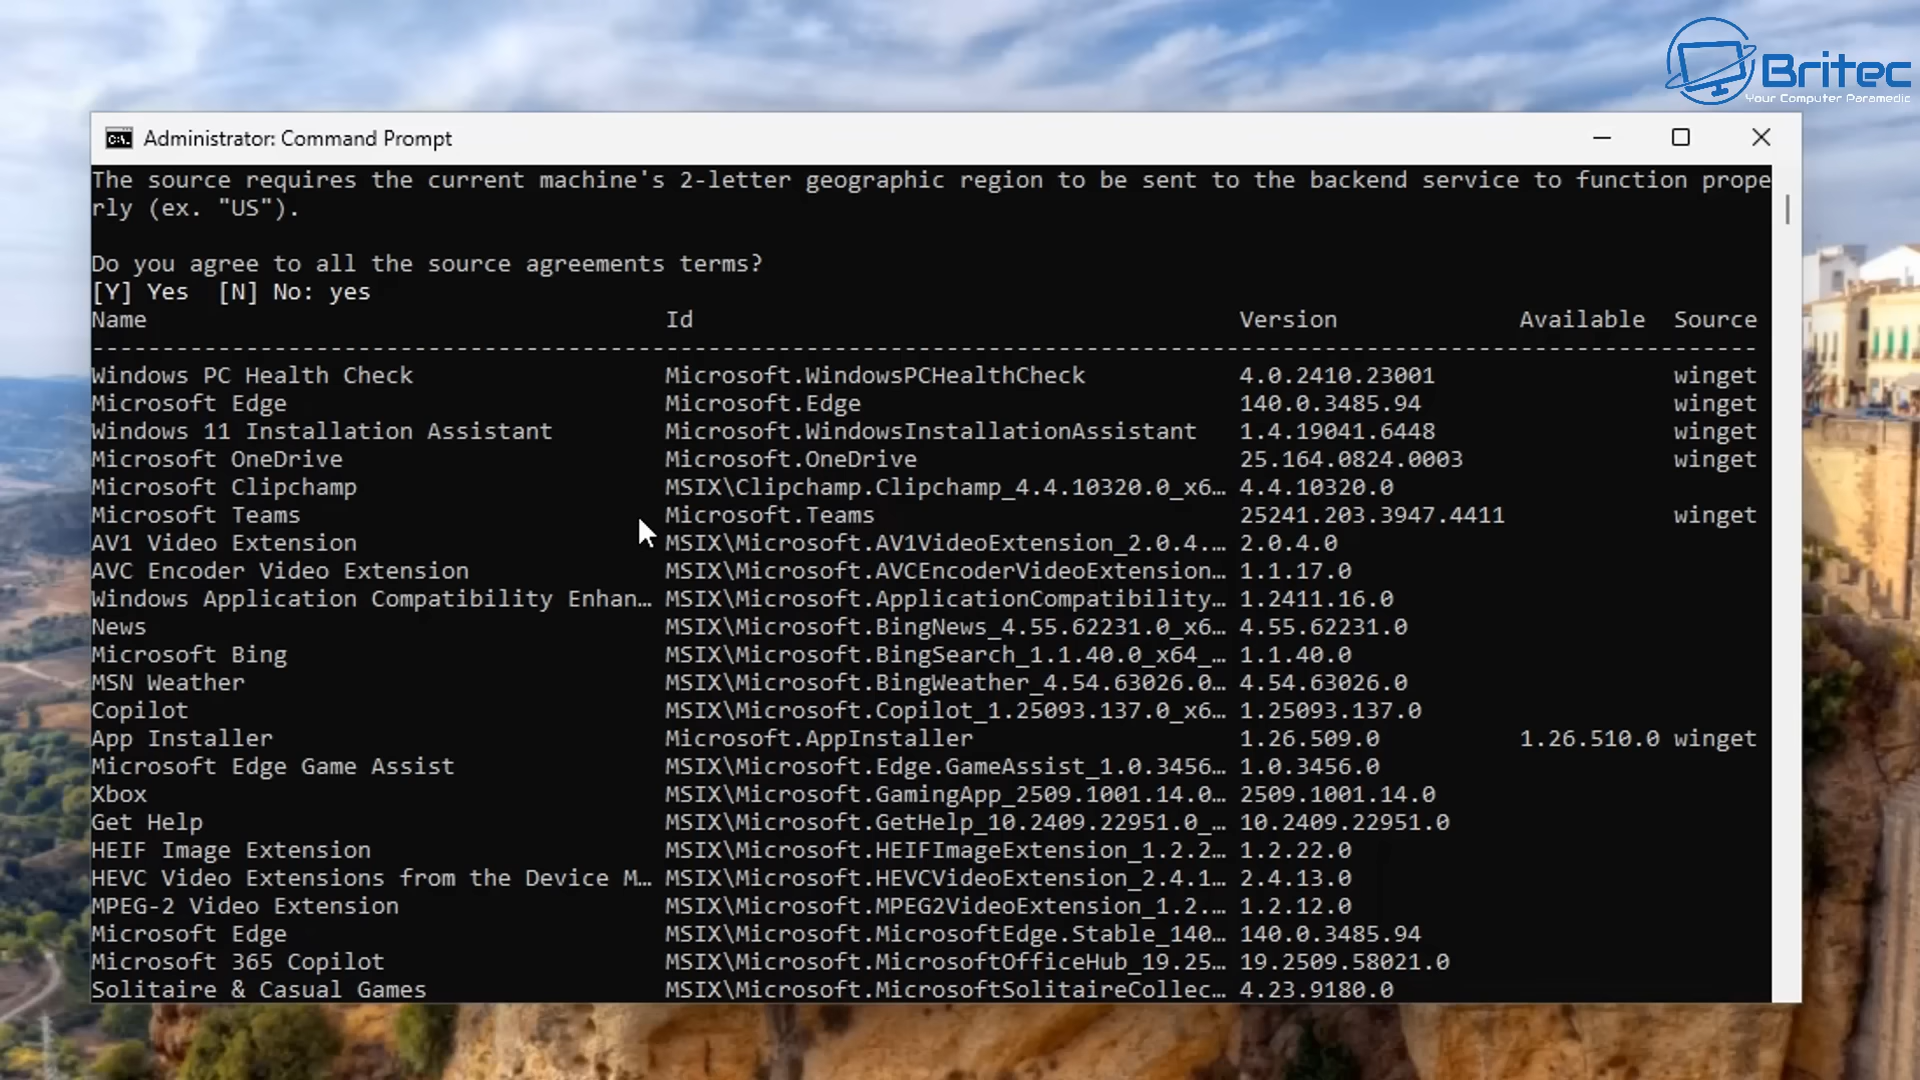 Britec
Your Computer Paramedic
Administrator: Command Prompt
The source requires the current machine's 2-letter geographic region to be sent to the backend service to function prope
rly (ex. "US").
Do you agree to all the source agreements terms?
[Y] Yes  [N] No: yes
Name Id Version Available Source
Windows PC Health Check Microsoft.WindowsPCHealthCheck 4.0.2410.23001 winget
Microsoft Edge Microsoft.Edge 140.0.3485.94 winget
Windows 11 Installation Assistant Microsoft.WindowsInstallationAssistant 1.4.19041.6448 winget
Microsoft OneDrive Microsoft.OneDrive 25.164.0824.0003 winget
Microsoft Clipchamp MSIX\Clipchamp.Clipchamp_4.4.10320.0_x6… 4.4.10320.0
Microsoft Teams Microsoft.Teams 25241.203.3947.4411 winget
AV1 Video Extension MSIX\Microsoft.AV1VideoExtension_2.0.4.… 2.0.4.0
AVC Encoder Video Extension MSIX\Microsoft.AVCEncoderVideoExtension… 1.1.17.0
Windows Application Compatibility Enhan… MSIX\Microsoft.ApplicationCompatibility… 1.2411.16.0
News MSIX\Microsoft.BingNews_4.55.62231.0_x6… 4.55.62231.0
Microsoft Bing MSIX\Microsoft.BingSearch_1.1.40.0_x64_… 1.1.40.0
MSN Weather MSIX\Microsoft.BingWeather_4.54.63026.0… 4.54.63026.0
Copilot MSIX\Microsoft.Copilot_1.25093.137.0_x6… 1.25093.137.0
App Installer Microsoft.AppInstaller 1.26.509.0 1.26.510.0 winget
Microsoft Edge Game Assist MSIX\Microsoft.Edge.GameAssist_1.0.3456… 1.0.3456.0
Xbox MSIX\Microsoft.GamingApp_2509.1001.14.0… 2509.1001.14.0
Get Help MSIX\Microsoft.GetHelp_10.2409.22951.0_… 10.2409.22951.0
HEIF Image Extension MSIX\Microsoft.HEIFImageExtension_1.2.2… 1.2.22.0
HEVC Video Extensions from the Device M… MSIX\Microsoft.HEVCVideoExtension_2.4.1… 2.4.13.0
MPEG-2 Video Extension MSIX\Microsoft.MPEG2VideoExtension_1.2.… 1.2.12.0
Microsoft Edge MSIX\Microsoft.MicrosoftEdge.Stable_140… 140.0.3485.94
Microsoft 365 Copilot MSIX\Microsoft.MicrosoftOfficeHub_19.25… 19.2509.58021.0
Solitaire & Casual Games MSIX\Microsoft.MicrosoftSolitaireCollec… 4.23.9180.0